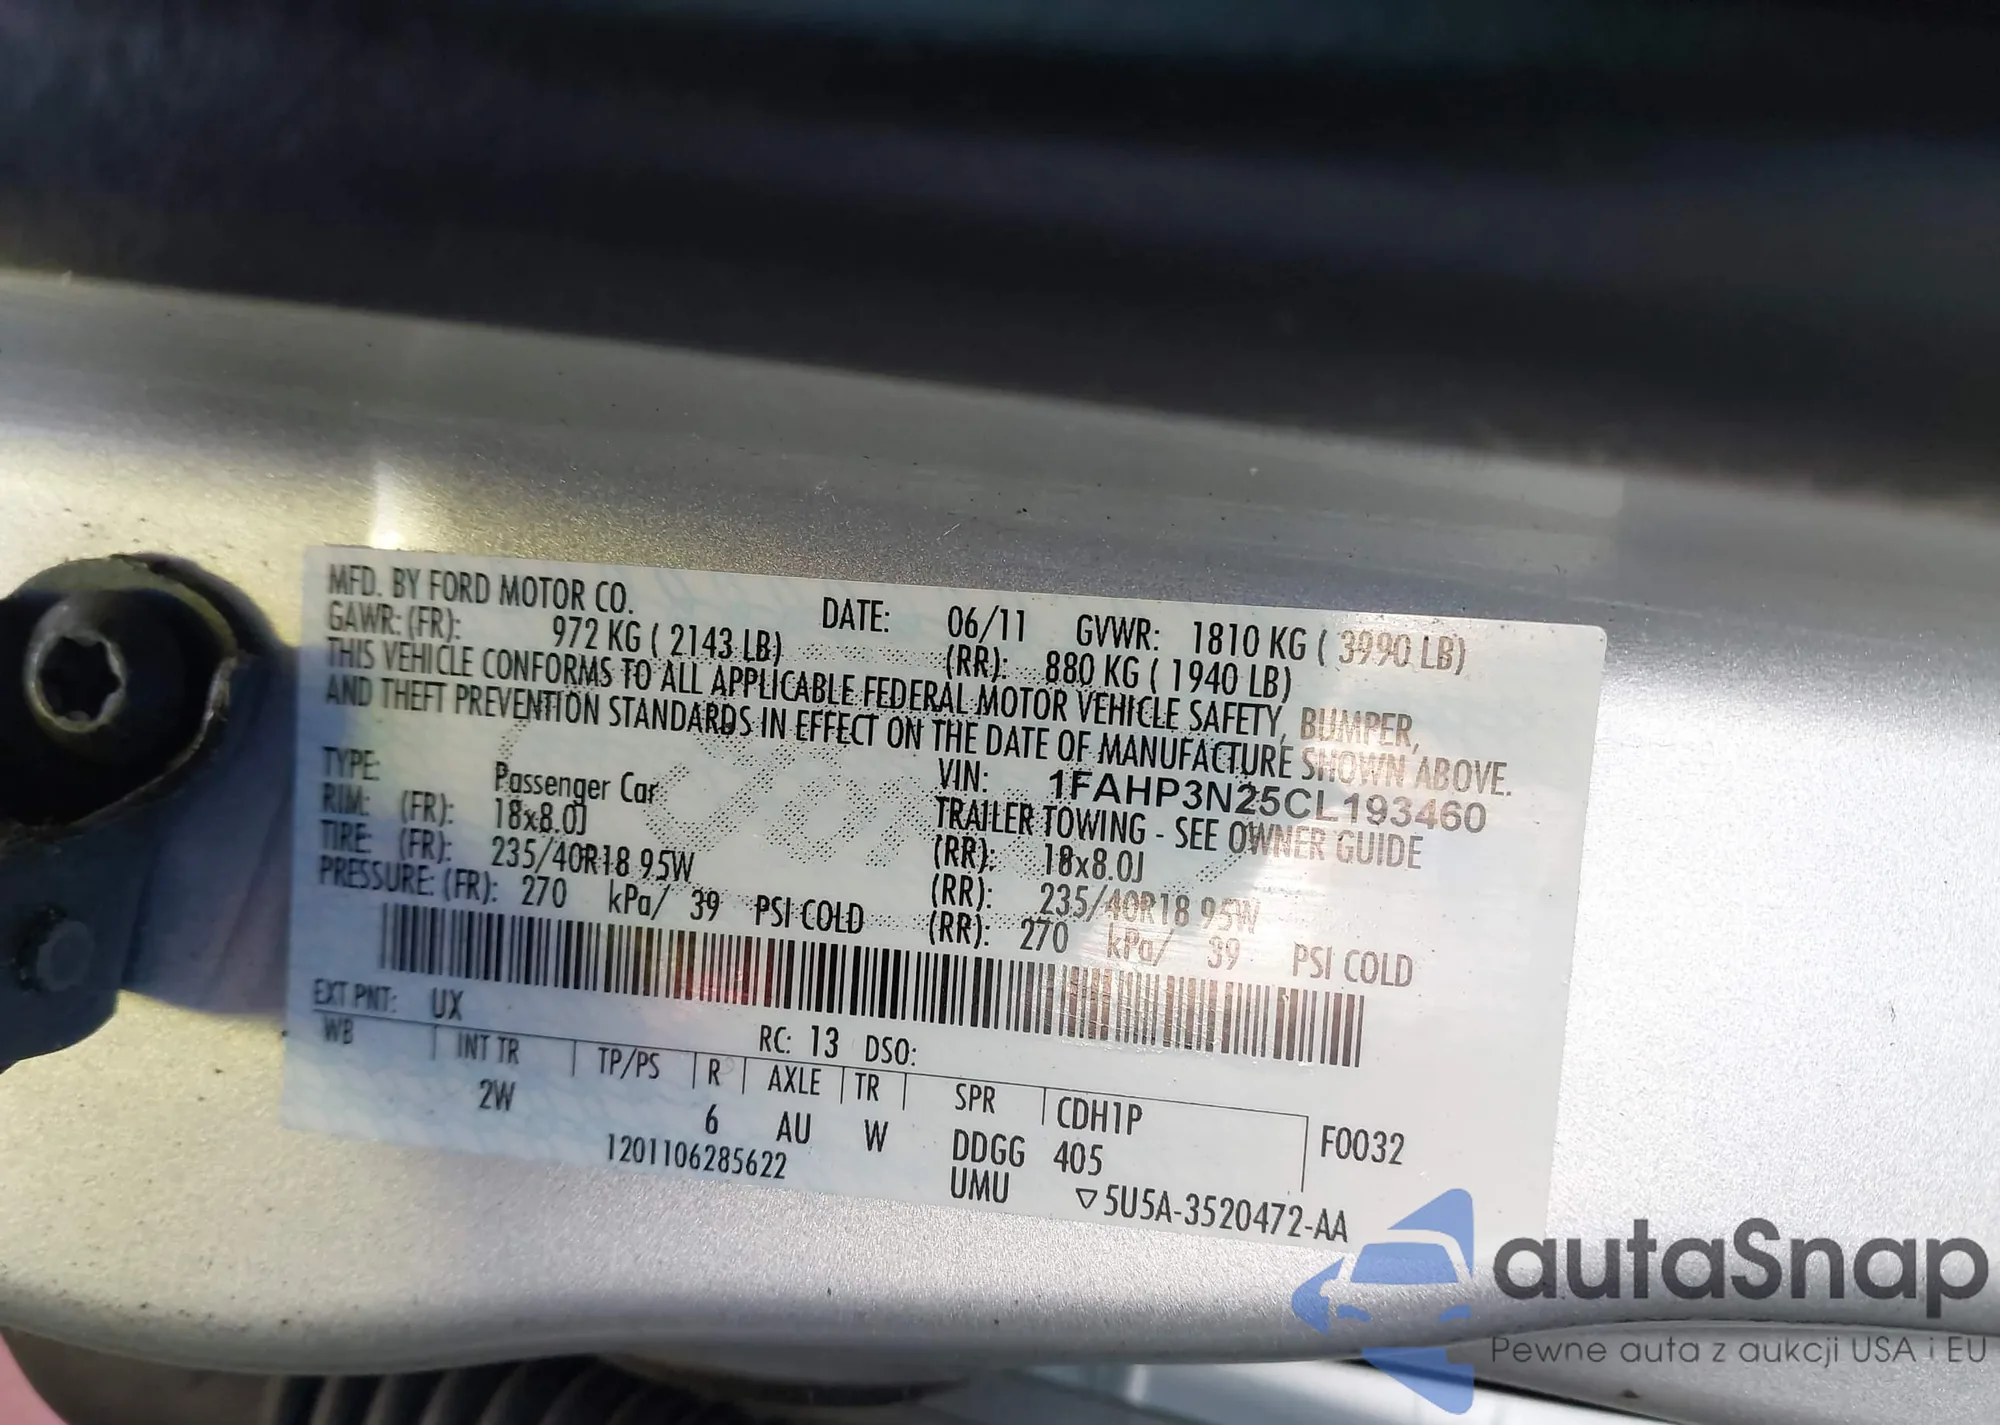 MFD. BY FORD MOTOR CO. DATE: 06/11 GVWR: 1810 KG ( 3990 LB)
GAWR: (FR): 972 KG ( 2143 LB) (RR): 880 KG ( 1940 LB)
THIS VEHICLE CONFORMS TO ALL APPLICABLE FEDERAL MOTOR VEHICLE SAFETY, BUMPER,
AND THEFT PREVENTION STANDARDS IN EFFECT ON THE DATE OF MANUFACTURE SHOWN ABOVE.
VIN: 1FAHP3N25CL193460
TYPE: Passenger Car TRAILER TOWING - SEE OWNER GUIDE
RIM: (FR): 18x8.0J (RR): 18x8.0J
TIRE (FR): 235/40R18 95W (RR): 235/40R18 95W
PRESSURE: (FR): 270 kPa/ 39 PSI COLD (RR): 270 kPa/ 39 PSI COLD
EXT PNT: UX RC: 13 DSO:
WB INT TR TP/PS R AXLE TR SPR CDH1P F0032
2W 6 AU W DDGG 405
1201106285622 UMU ▽5U5A-3520472-AA
autaSnap
Pewne auta z aukcji USA i EU